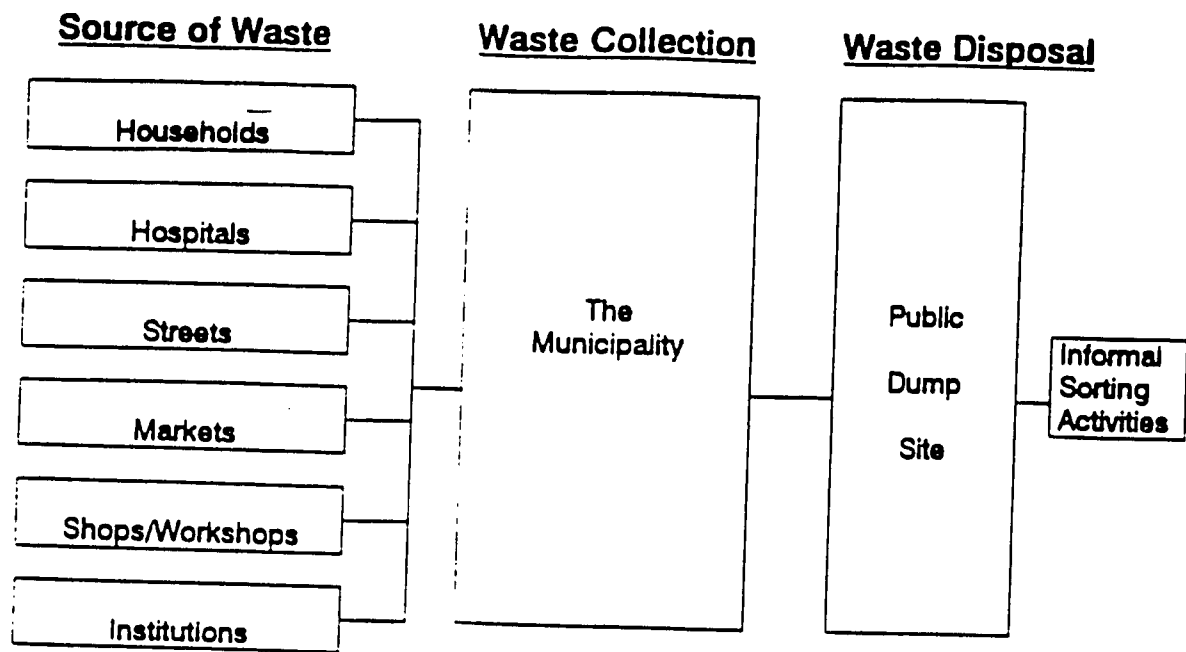 Source of Waste
Waste Collection
Waste Disposal
Households
Hospitals
Streets
Markets
Shops/Workshops
Institutions
The
Municipality
Public
Dump
Site
Informal
Sorting
Activities